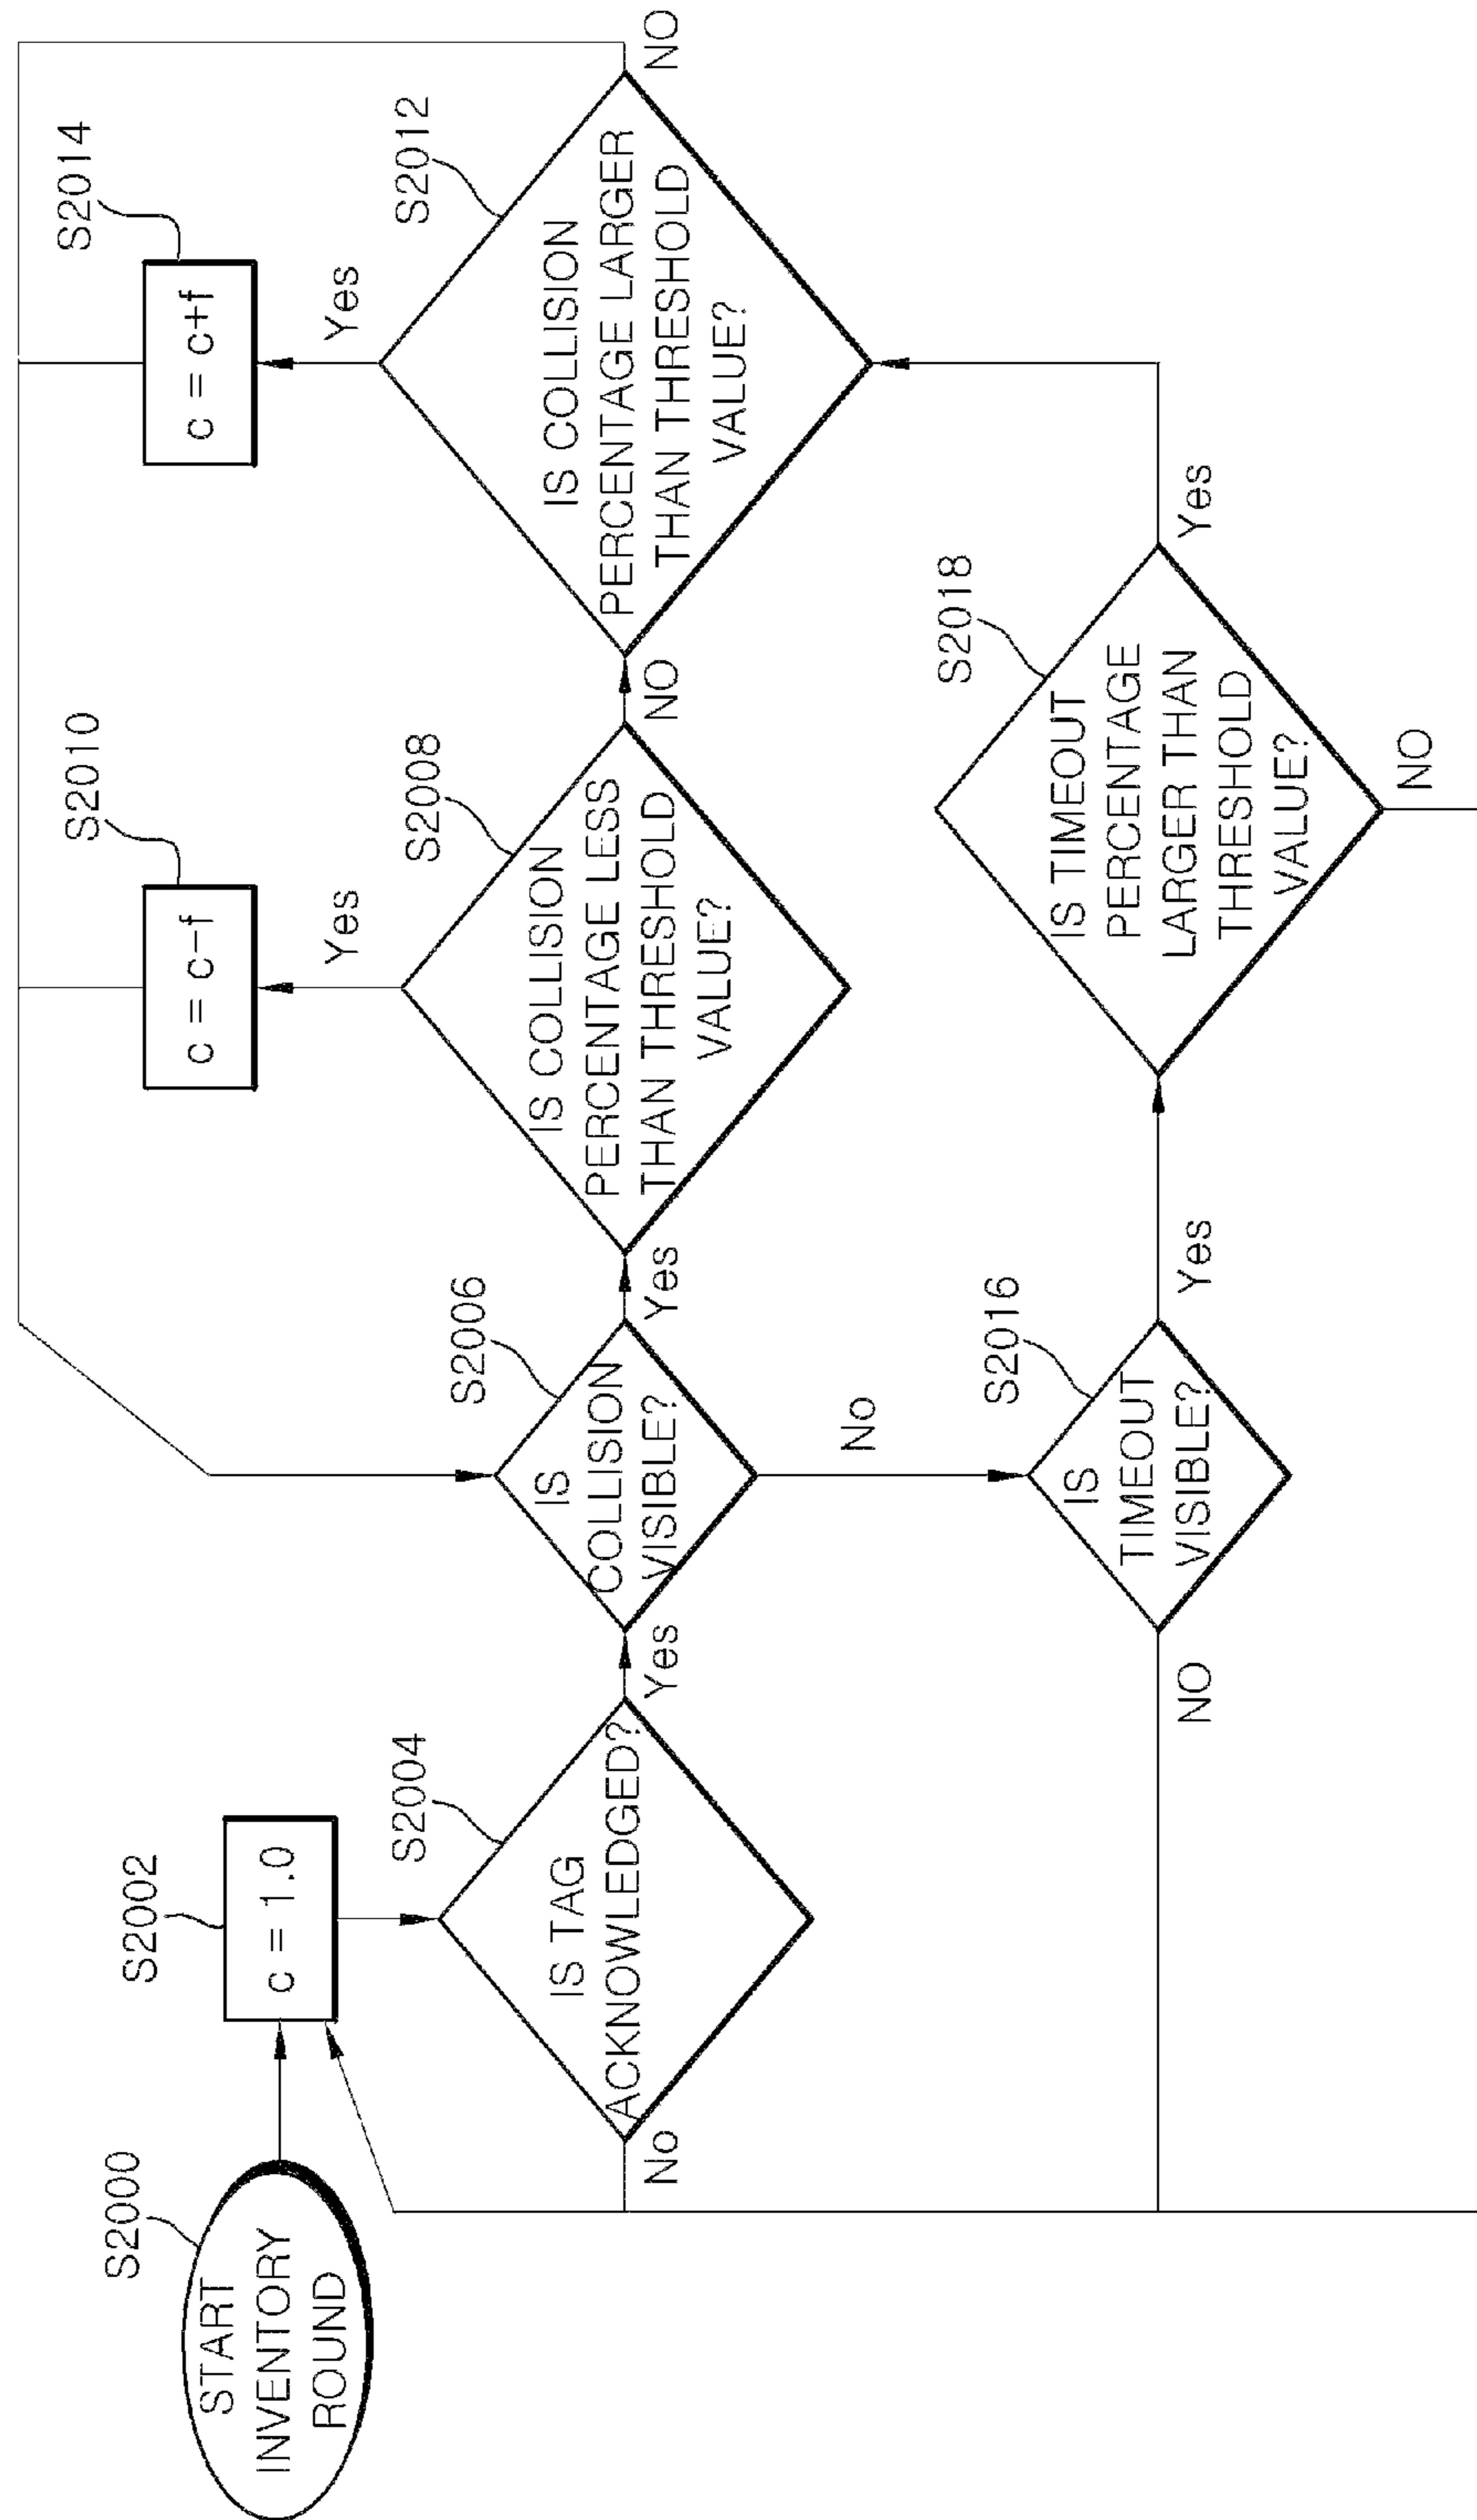 S2000
START
INVENTORY
ROUND
S2002
c = 1.0
S2004
IS TAG
ACKNOWLEDGED?
No
Yes
S2006
IS
COLLISION
VISIBLE?
Yes
No
S2008
IS COLLISION
PERCENTAGE LESS
THAN THRESHOLD
VALUE?
Yes
NO
S2010
c = c-f
S2012
IS COLLISION
PERCENTAGE LARGER
THAN THRESHOLD
VALUE?
Yes
NO
S2014
c = c+f
S2016
IS
TIMEOUT
VISIBLE?
NO
Yes
S2018
IS TIMEOUT
PERCENTAGE
LARGER THAN
THRESHOLD
VALUE?
Yes
NO